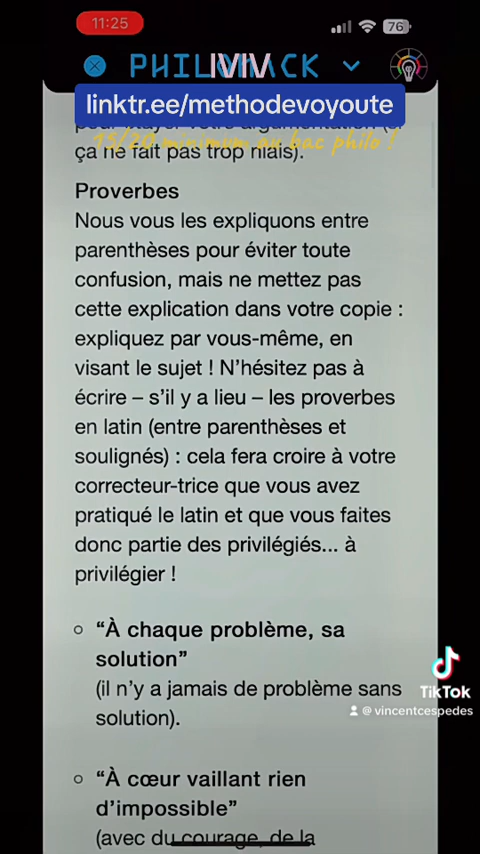 11:25
76
PHILOHACK
IVIV
linktr.ee/methodevoyoute
15/20 minimum au bac philo !
ça ne fait pas trop niais).
Proverbes
Nous vous les expliquons entre
parenthèses pour éviter toute
confusion, mais ne mettez pas
cette explication dans votre copie :
expliquez par vous-même, en
visant le sujet ! N’hésitez pas à
écrire – s’il y a lieu – les proverbes
en latin (entre parenthèses et
soulignés) : cela fera croire à votre
correcteur-trice que vous avez
pratiqué le latin et que vous faites
donc partie des privilégiés... à
privilégier !
“À chaque problème, sa
solution”
(il n’y a jamais de problème sans
solution).
“À cœur vaillant rien
d’impossible”
(avec du courage, de la
TikTok
@vincentcespedes